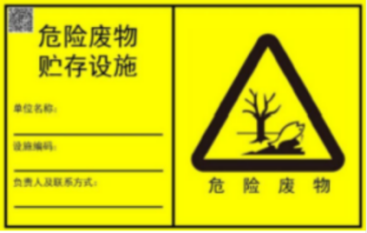 危险废物
贮存设施
单位名称：
设施编码：
负责人及联系方式：
危险废物